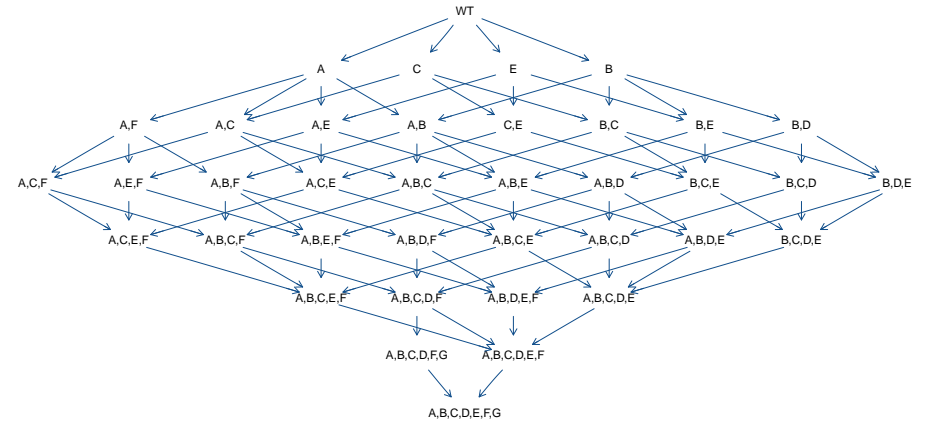 WT
A C E B
A,F A,C A,E A,B C,E B,C B,E B,D
A,C,F A,E,F A,B,F A,C,E A,B,C A,B,E A,B,D B,C,E B,C,D B,D,E
A,C,E,F A,B,C,F A,B,E,F A,B,D,F A,B,C,E A,B,C,D A,B,D,E B,C,D,E
A,B,C,E,F A,B,C,D,F A,B,D,E,F A,B,C,D,E
A,B,C,D,F,G A,B,C,D,E,F
A,B,C,D,E,F,G